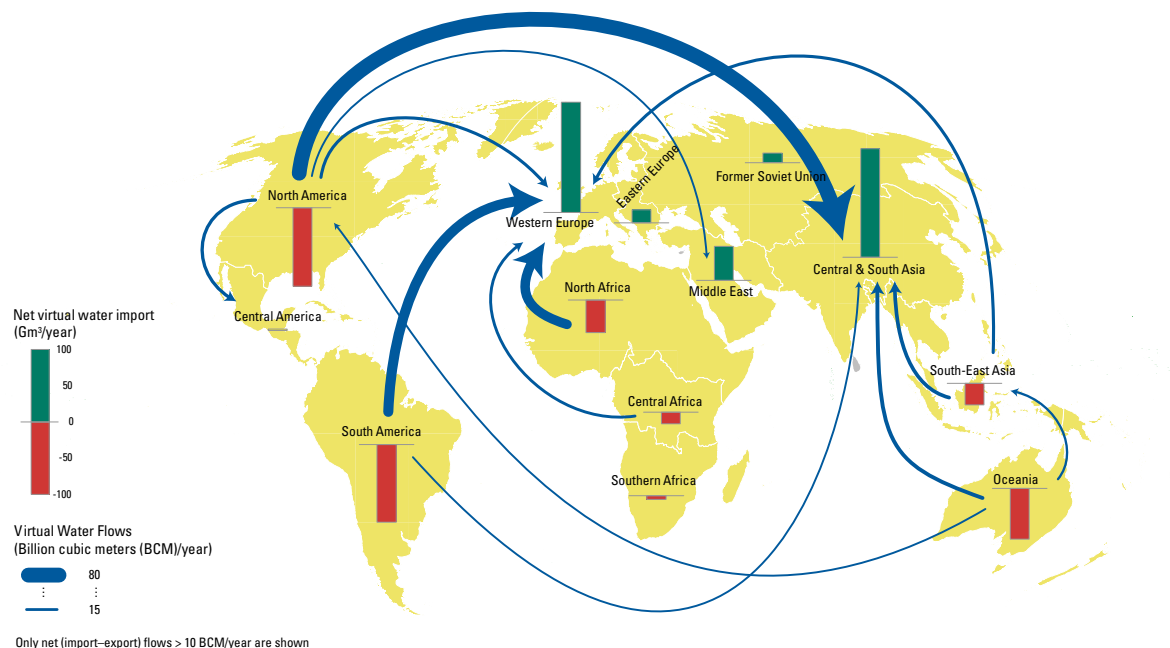 North America
Central America
South America
Western Europe
Eastern Europe
Former Soviet Union
Middle East
Central & South Asia
North Africa
Central Africa
Southern Africa
South-East Asia
Oceania
Net virtual water import
(Gm³/year)
100
50
0
-50
-100
Virtual Water Flows
(Billion cubic meters (BCM)/year)
80
⋮
⋮
15
Only net (import–export) flows > 10 BCM/year are shown